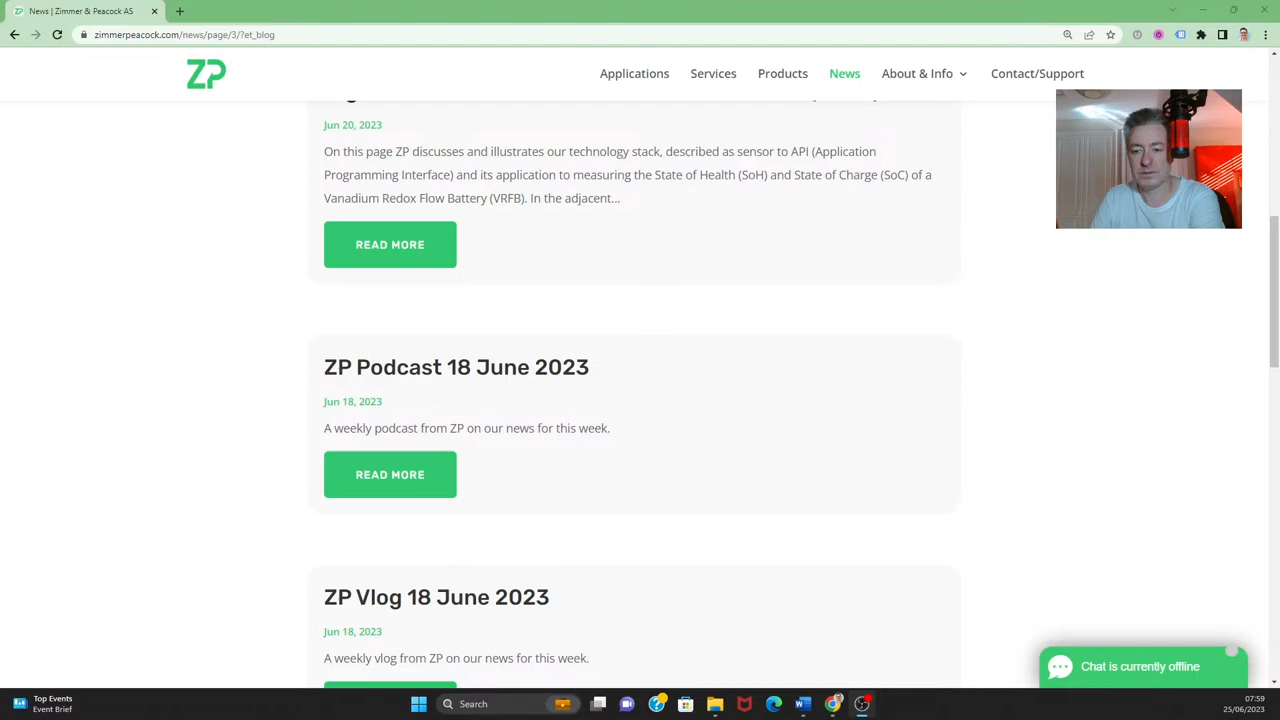 News | Zimmer & Peacock AS
zimmerpeacock.com/news/page/3/?et_blog
ZP
Applications
Services
Products
News
About & Info
Contact/Support
Jun 20, 2023
On this page ZP discusses and illustrates our technology stack, described as sensor to API (Application
Programming Interface) and its application to measuring the State of Health (SoH) and State of Charge (SoC) of a
Vanadium Redox Flow Battery (VRFB). In the adjacent...
READ MORE
ZP Podcast 18 June 2023
Jun 18, 2023
A weekly podcast from ZP on our news for this week.
READ MORE
ZP Vlog 18 June 2023
Jun 18, 2023
A weekly vlog from ZP on our news for this week.
Chat is currently offline
Top Events
Event Brief
Search
07:59
25/06/2023